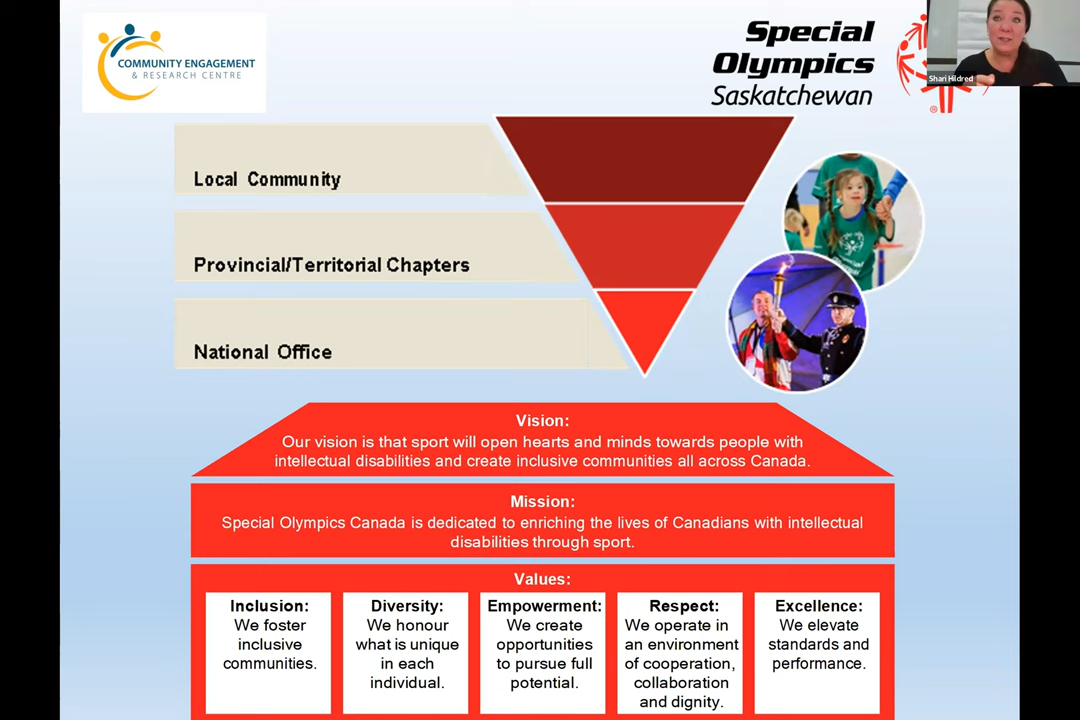 COMMUNITY ENGAGEMENT
& RESEARCH CENTRE
Special
Olympics
Saskatchewan
®
Shari Hildred
Local Community
Provincial/Territorial Chapters
National Office
Vision:
Our vision is that sport will open hearts and minds towards people with
intellectual disabilities and create inclusive communities all across Canada.
Mission:
Special Olympics Canada is dedicated to enriching the lives of Canadians with intellectual
disabilities through sport.
Values:
Inclusion:
We foster
inclusive
communities.
Diversity:
We honour
what is unique
in each
individual.
Empowerment:
We create
opportunities
to pursue full
potential.
Respect:
We operate in
an environment
of cooperation,
collaboration
and dignity.
Excellence:
We elevate
standards and
performance.